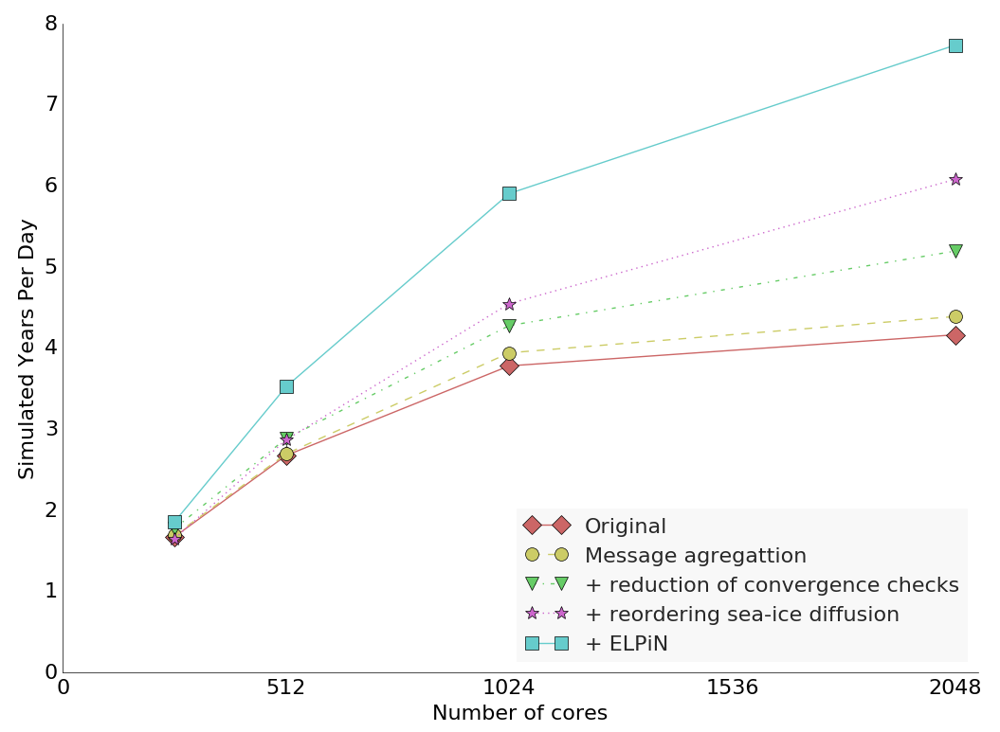 8
7
6
5
4
3
2
1
0
Simulated Years Per Day
Original
Message agregattion
+ reduction of convergence checks
+ reordering sea-ice diffusion
+ ELPiN
0 512 1024 1536 2048
Number of cores